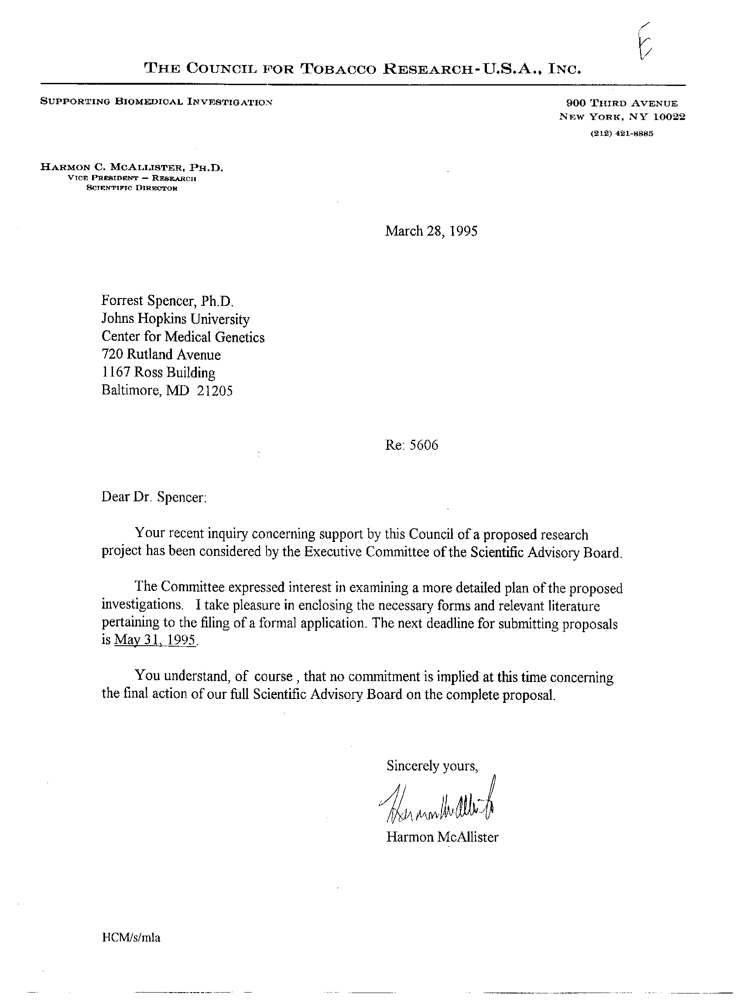 E
THE COUNCIL FOR TOBACCO RESEARCH-U.S.A., INC.
SUPPORTING BIOMEDICAL INVESTIGATION
900 THIRD AVENUE
NEW YORK, NY 10022
(212) 421-8885
HARMON C. MCALLISTER, PH.D.
VICE PRESIDENT — RESEARCH
SCIENTIFIC DIRECTOR
March 28, 1995
Forrest Spencer, Ph.D.
Johns Hopkins University
Center for Medical Genetics
720 Rutland Avenue
1167 Ross Building
Baltimore, MD 21205
Re: 5606
Dear Dr. Spencer:
Your recent inquiry concerning support by this Council of a proposed research
project has been considered by the Executive Committee of the Scientific Advisory Board.
The Committee expressed interest in examining a more detailed plan of the proposed
investigations. I take pleasure in enclosing the necessary forms and relevant literature
pertaining to the filing of a formal application. The next deadline for submitting proposals
is May 31, 1995.
You understand, of course , that no commitment is implied at this time concerning
the final action of our full Scientific Advisory Board on the complete proposal.
Sincerely yours,
Harmon McAllister
Harmon McAllister
HCM/s/mla